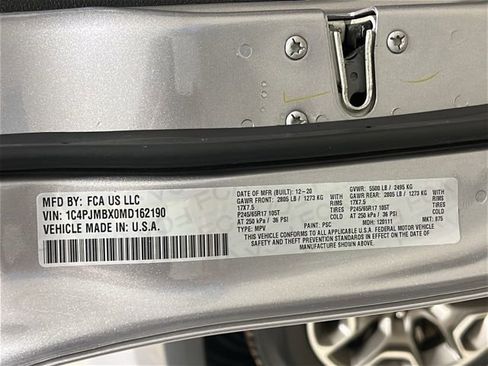 MFD BY: FCA US LLC
VIN: 1C4PJMBX0MD162190
VEHICLE MADE IN: U.S.A.
DATE OF MFR (BUILT): 12-20 GVWR: 5500 LB / 2495 KG
GAWR FRONT: 2805 LB / 1273 KG WITH GAWR REAR: 2805 LB / 1273 KG WITH
17X7.5 RIMS 17X7.5 RIMS
P245/65R17 105T TIRES P245/65R17 105T TIRES
AT 250 kPa / 36 PSI COLD AT 250 kPa / 36 PSI COLD
TYPE: MPV PAINT: PSC MDH: 120111 MKT: E75
THIS VEHICLE CONFORMS TO ALL APPLICABLE U.S.A. FEDERAL MOTOR VEHICLE
SAFETY, BUMPER, AND THEFT PREVENTION STANDARDS IN EFFECT ON THE DATE
OF MANUFACTURE SHOWN ABOVE